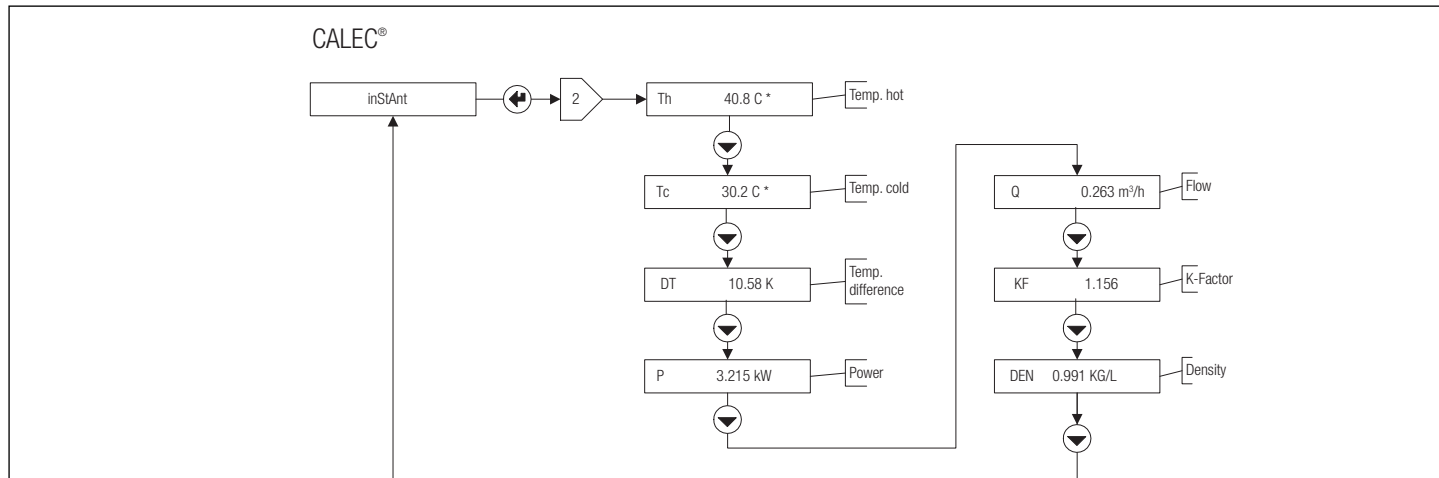 CALEC®
inStAnt
2
Th 40.8 C *
Temp. hot
Tc 30.2 C *
Temp. cold
DT 10.58 K
Temp.
difference
P 3.215 kW
Power
Q 0.263 m³/h
Flow
KF 1.156
K-Factor
DEN 0.991 KG/L
Density